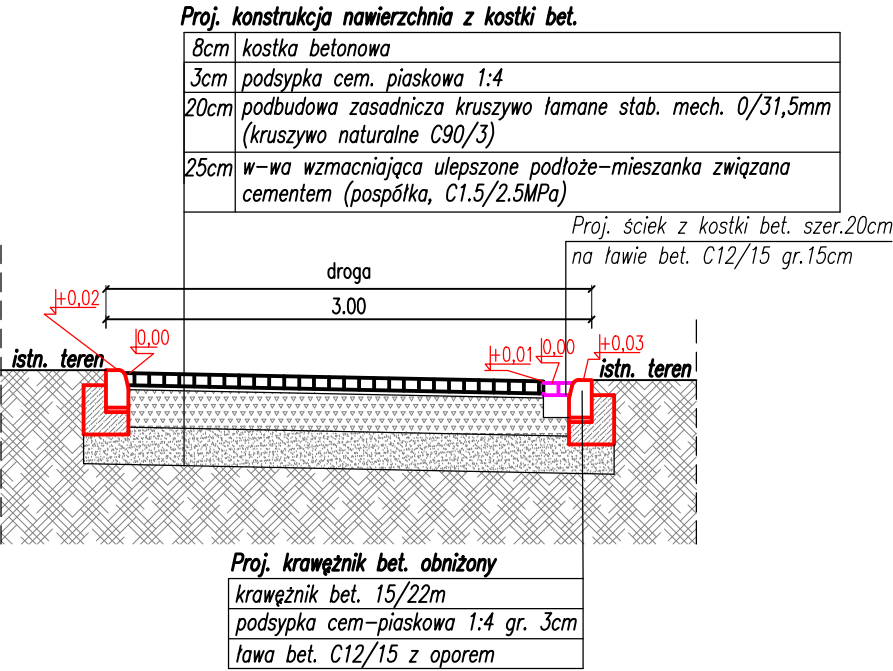 Proj. konstrukcja nawierzchnia z kostki bet.
8cm kostka betonowa
3cm podsypka cem. piaskowa 1:4
20cm podbudowa zasadnicza kruszywo łamane stab. mech. 0/31,5mm
(kruszywo naturalne C90/3)
25cm w-wa wzmacniająca ulepszone podłoże-mieszanka związana
cementem (pospółka, C1.5/2.5MPa)
Proj. ściek z kostki bet. szer.20cm
na ławie bet. C12/15 gr.15cm
droga
3.00
+0,02
0,00
+0,01
0,00
+0,03
istn. teren
istn. teren
Proj. krawężnik bet. obniżony
krawężnik bet. 15/22m
podsypka cem-piaskowa 1:4 gr. 3cm
ława bet. C12/15 z oporem